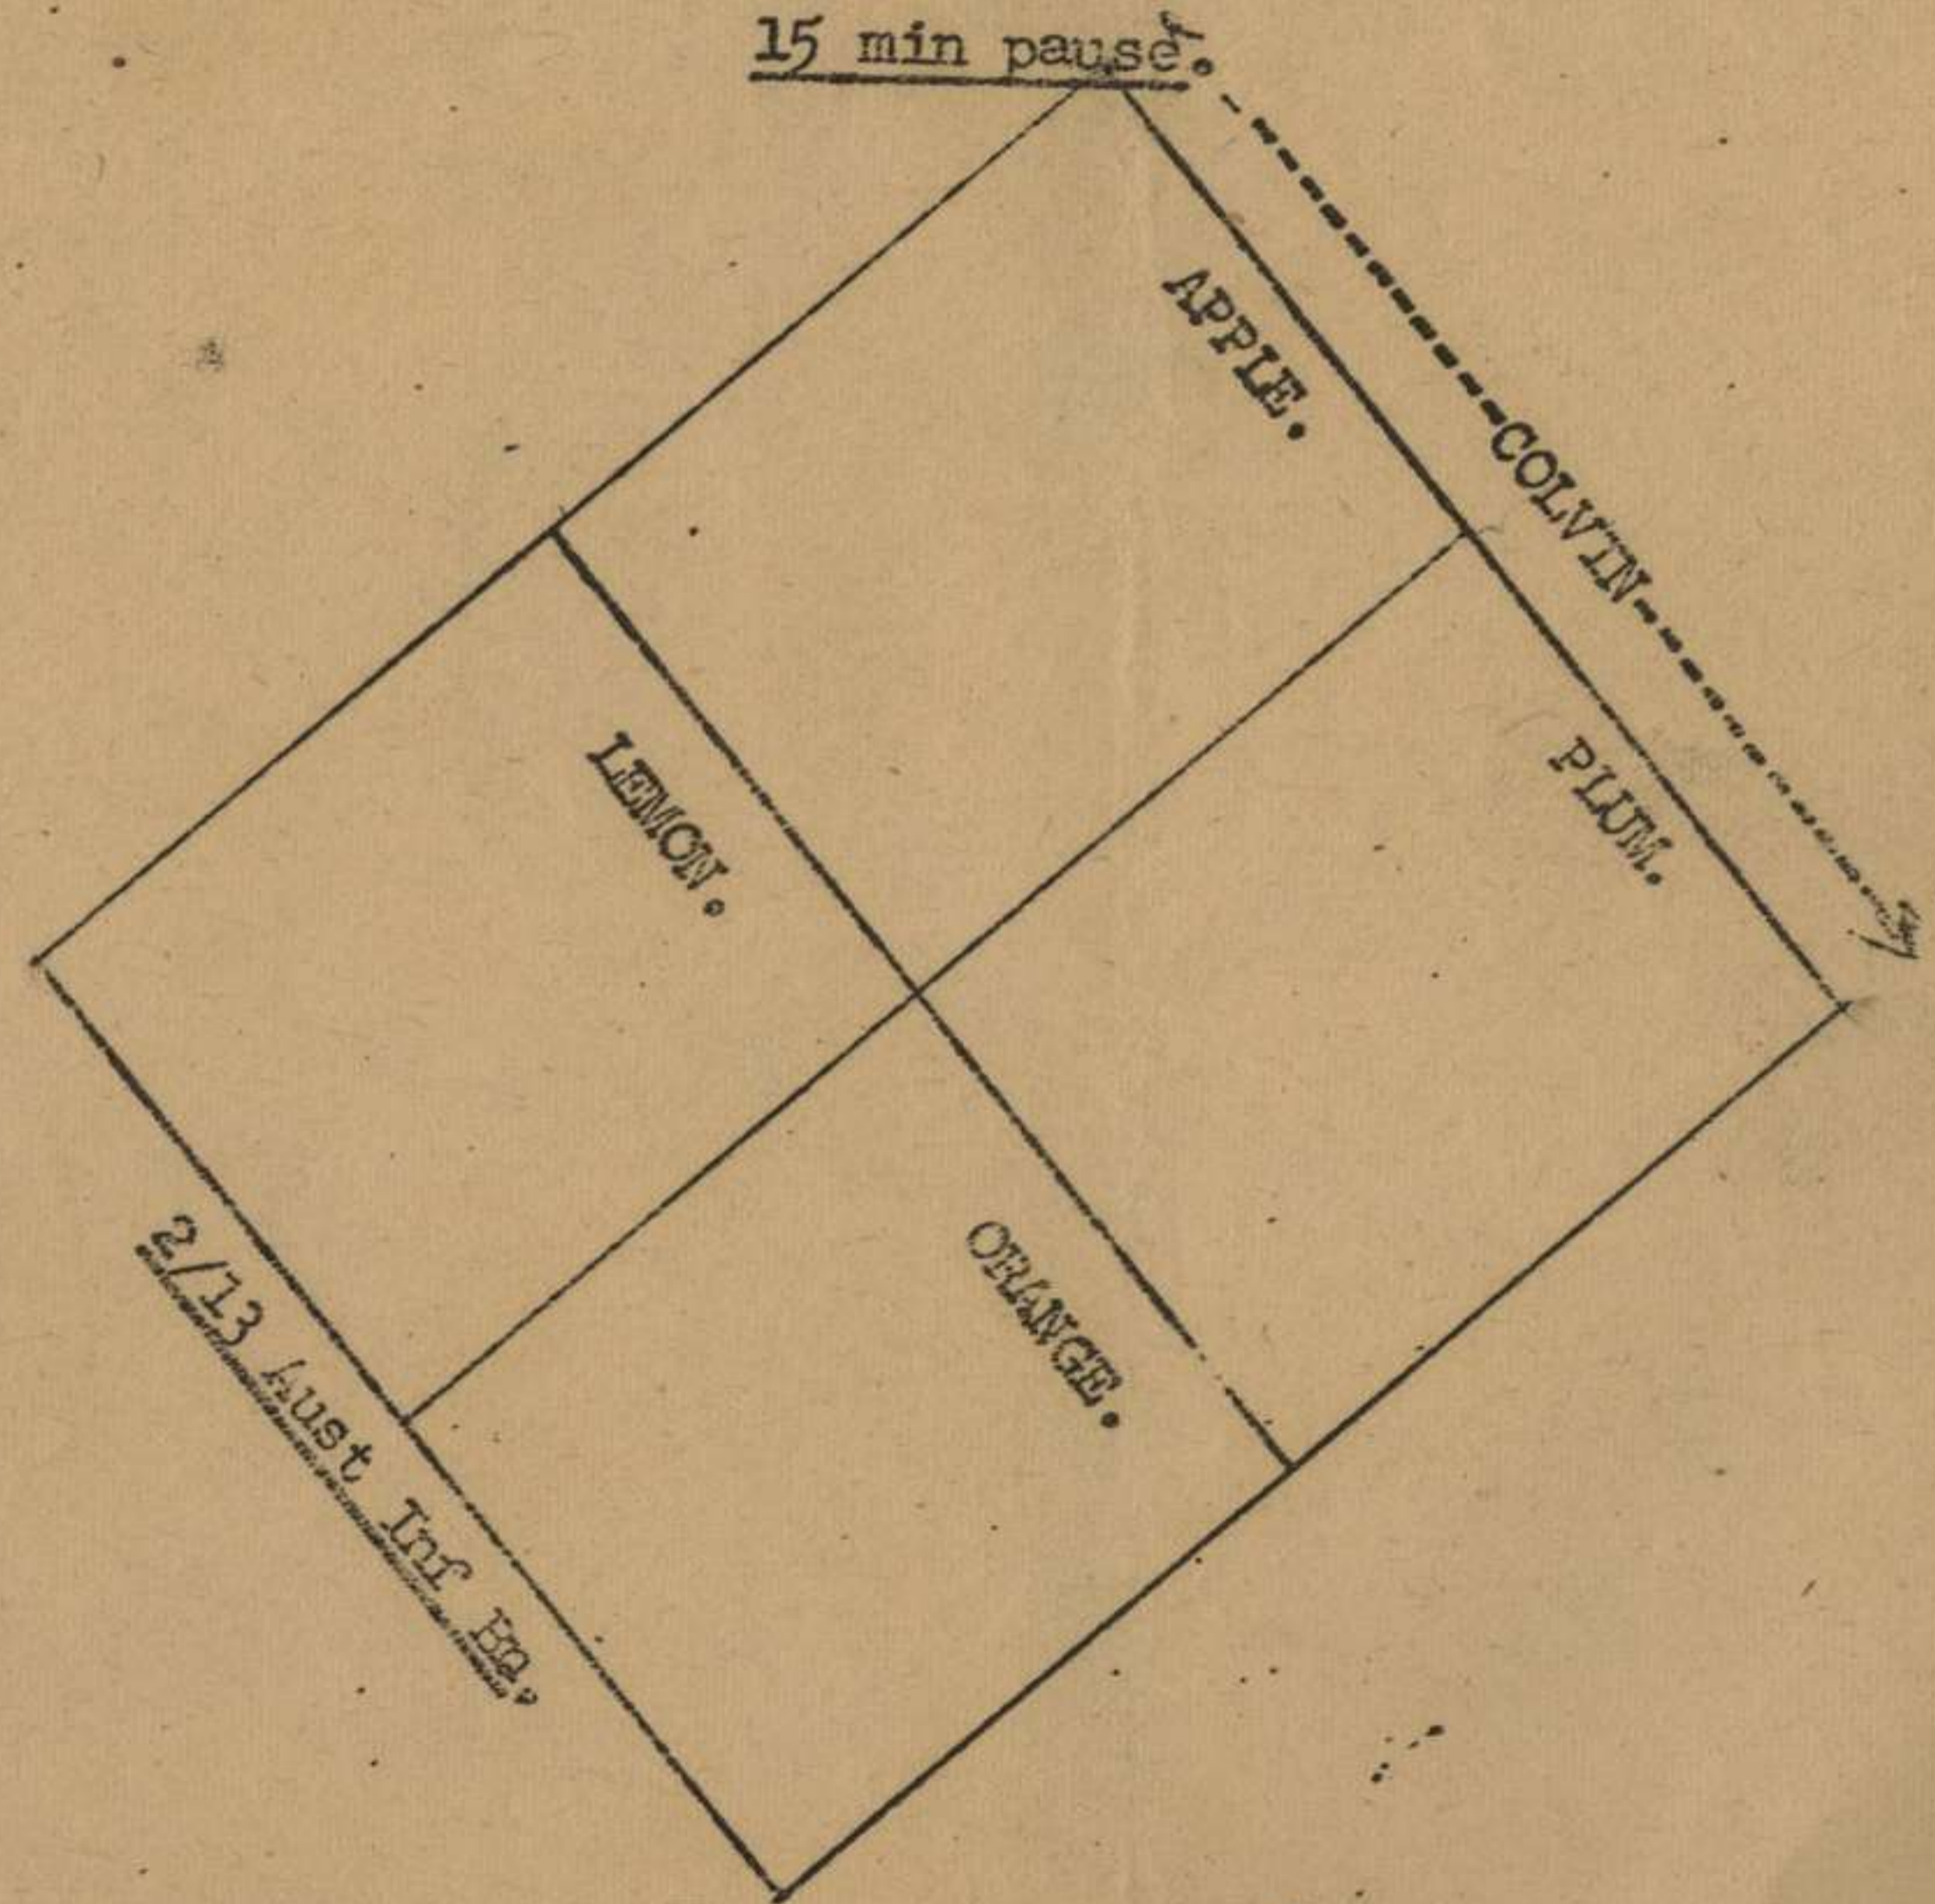 15 min pause.
APPLE.
COLVIN
PLUM.
LEMON.
ORANGE.
2/13 Aust Inf Bn.